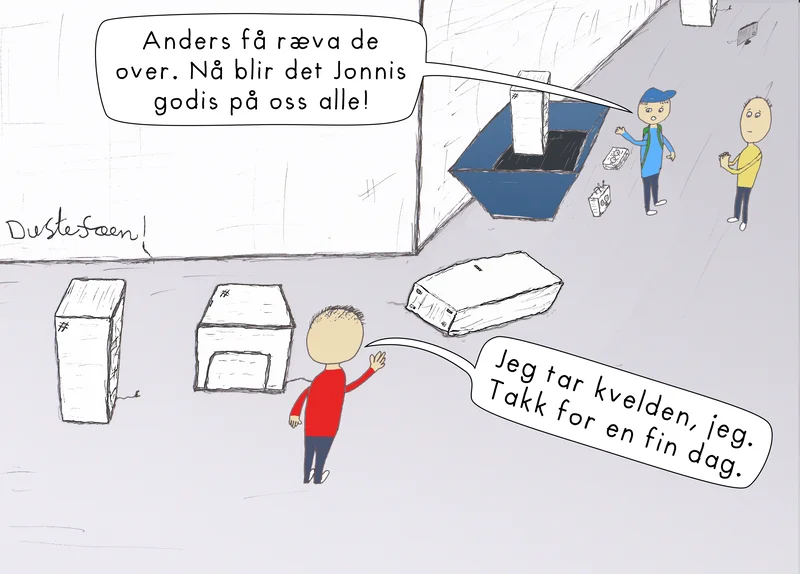 Anders få ræva de
over. Nå blir det Jonnis
godis på oss alle!
Dustefaen!
#
#
#
Jeg tar kvelden, jeg.
Takk for en fin dag.